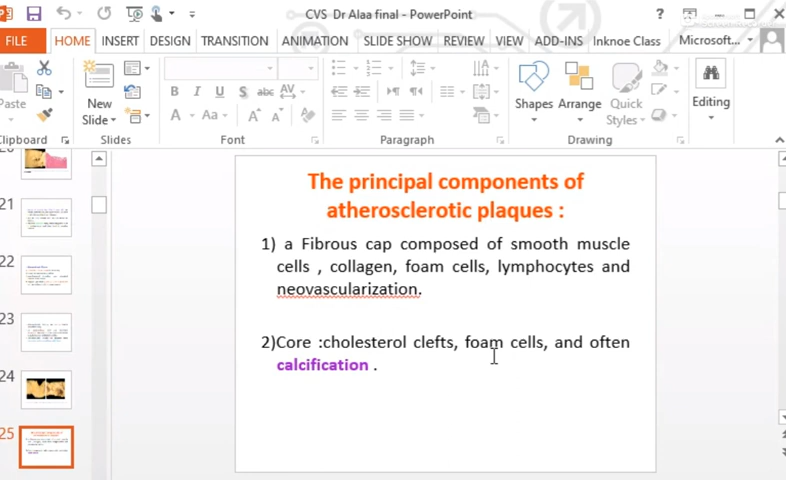 CVS Dr Alaa final - PowerPoint
FILE HOME INSERT DESIGN TRANSITION ANIMATION SLIDE SHOW REVIEW VIEW ADD-INS Inknoe Class Microsoft...
Paste New Slide Shapes Arrange Quick Styles Editing
B I U S abc AV
A Aa A A
Clipboard Slides Font Paragraph Drawing
21
22
23
24
25
The principal components of
atherosclerotic plaques :
1) a Fibrous cap composed of smooth muscle
cells , collagen, foam cells, lymphocytes and
neovascularization.
2)Core :cholesterol clefts, foam cells, and often
calcification .